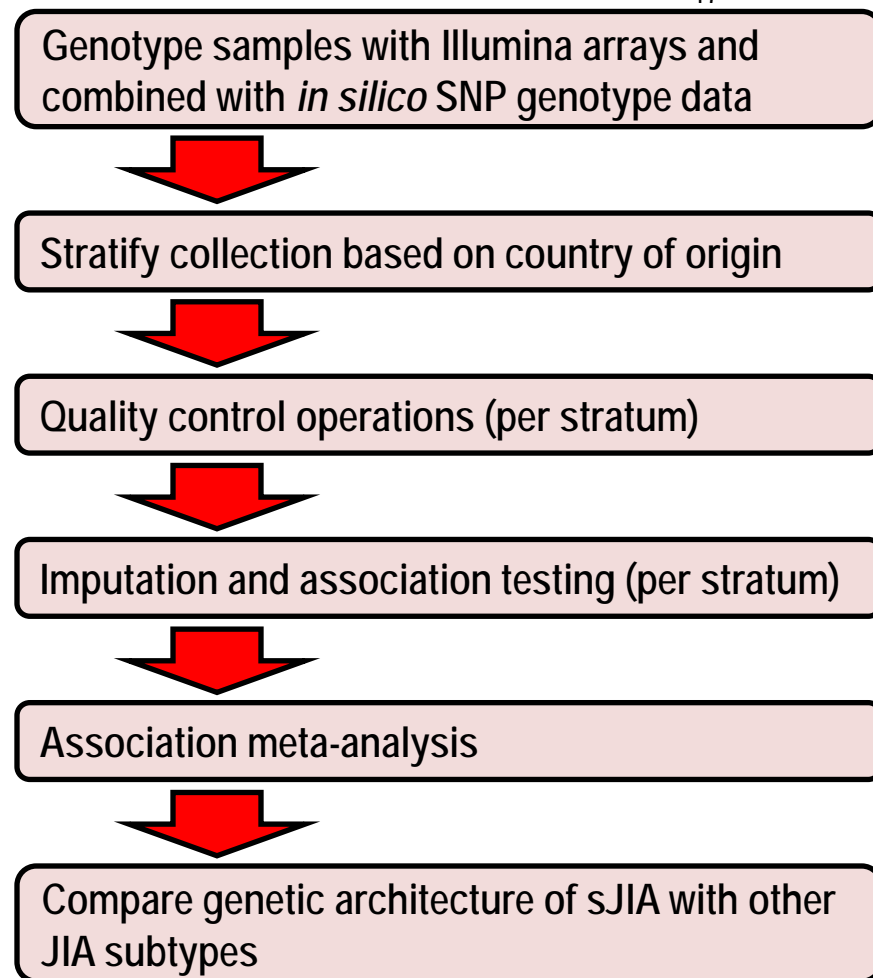 Genotype samples with Illumina arrays and
combined with in silico SNP genotype data
Stratify collection based on country of origin
Quality control operations (per stratum)
Imputation and association testing (per stratum)
Association meta-analysis
Compare genetic architecture of sJIA with other
JIA subtypes